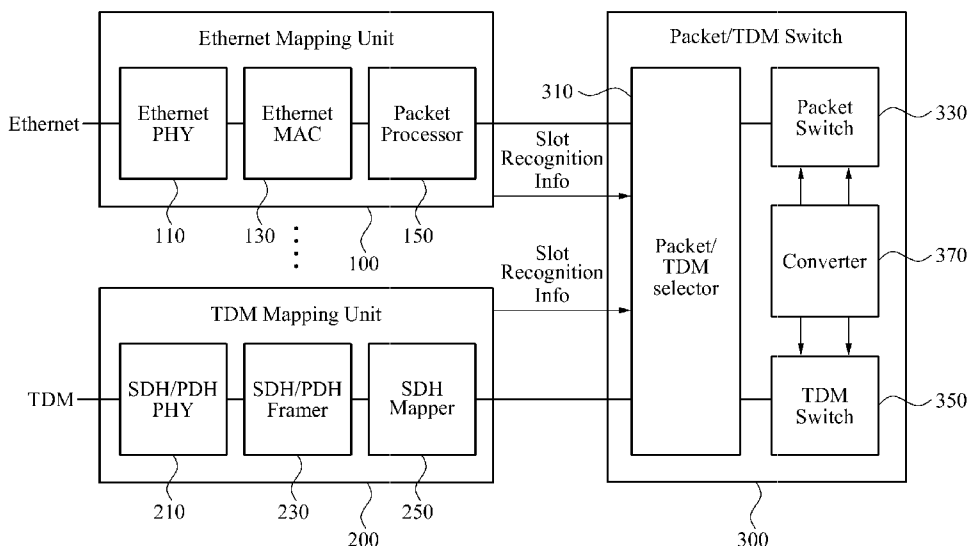 Ethernet Mapping Unit
Packet/TDM Switch
Ethernet
Ethernet
PHY
Ethernet
MAC
Packet
Processor
310
Packet
Switch
330
Slot
Recognition
Info
110
130
150
100
Slot
Recognition
Info
Packet/
TDM
selector
Converter
370
TDM Mapping Unit
TDM
SDH/PDH
PHY
SDH/PDH
Framer
SDH
Mapper
TDM
Switch
350
210
230
250
200
300